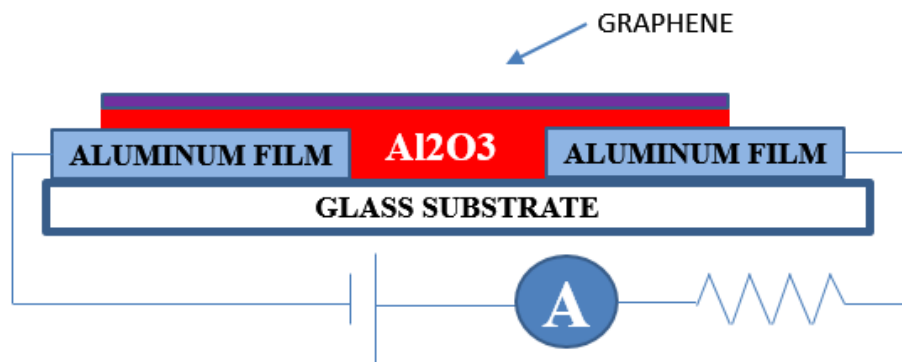 GRAPHENE
ALUMINUM FILM
Al2O3
ALUMINUM FILM
GLASS SUBSTRATE
A